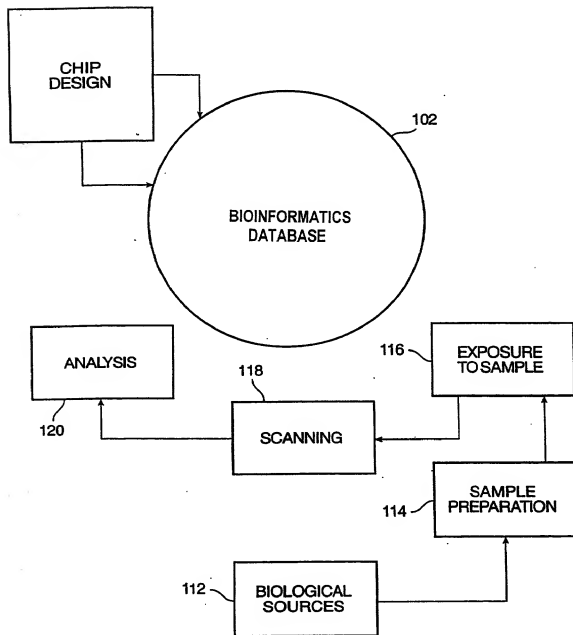 CHIP
DESIGN
102
BIOINFORMATICS
DATABASE
ANALYSIS
120
118
SCANNING
116
EXPOSURE
TO SAMPLE
114
SAMPLE
PREPARATION
112
BIOLOGICAL
SOURCES